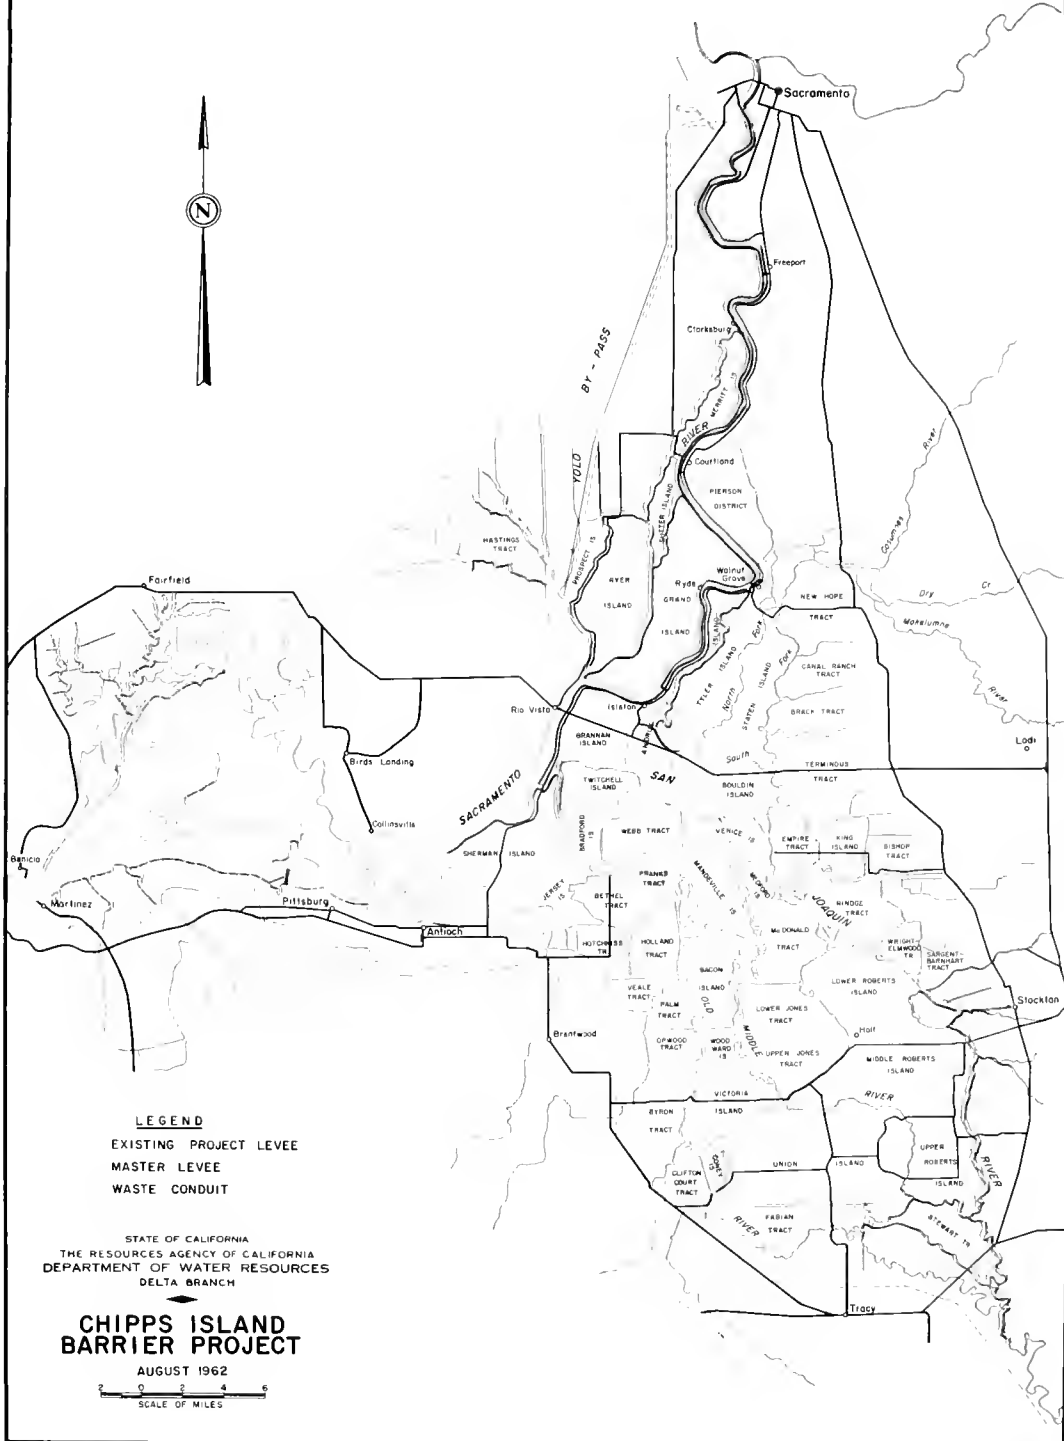 Sacramento
N
Freeport
Clarksburg
BY - PASS
MERRITT IS
RIVER
Courtland
YOLO
PIERSON
DISTRICT
SUTTER ISLAND
River
Cosumnes
HASTINGS
TRACT
PROSPECT IS
Fairfield
RYER
ISLAND
Ryde
GRAND
ISLAND
Walnut
Grove
NEW HOPE
TRACT
Dry
Cr
Mokelumne
River
ISLAND
TYLER ISLAND
North
Fork
STATEN ISLAND
Fork
CANAL RANCH
TRACT
BRACK TRACT
Rio Vista
Isleton
BRANNAN
ISLAND
Lodi
South
TERMINOUS
TRACT
Birds Landing
SAN
TWITCHELL
ISLAND
BOULDIN
ISLAND
SACRAMENTO
Collinsville
BRADFORD
IS
WEBB TRACT
VENICE IS
EMPIRE
TRACT
KING
ISLAND
BISHOP
TRACT
SHERMAN ISLAND
Benicia
FRANKS
TRACT
MANDEVILLE IS
MEDFORD
IS
JERSEY
IS
BETHEL
TRACT
JOAQUIN
RINDGE
TRACT
Martinez
Pittsburg
Antioch
McDONALD
TRACT
HOTCHKISS
TR
HOLLAND
TRACT
WRIGHT-
ELMWOOD
TR
SARGENT-
BARNHART
TRACT
BACON
ISLAND
LOWER ROBERTS
ISLAND
VEALE
TRACT
PALM
TRACT
OLD
LOWER JONES
TRACT
Stockton
Brentwood
ORWOOD
TRACT
WOOD
WARD
IS
MIDDLE
UPPER JONES
TRACT
Holt
MIDDLE ROBERTS
ISLAND
VICTORIA
ISLAND
RIVER
BYRON
TRACT
LEGEND
EXISTING PROJECT LEVEE
MASTER LEVEE
WASTE CONDUIT
CLIFTON
COURT
TRACT
CONEY
IS
UNION
ISLAND
UPPER
ROBERTS
ISLAND
RIVER
RIVER
FABIAN
TRACT
STEWART TR
Tracy
STATE OF CALIFORNIA
THE RESOURCES AGENCY OF CALIFORNIA
DEPARTMENT OF WATER RESOURCES
DELTA BRANCH
CHIPPS ISLAND
BARRIER PROJECT
AUGUST 1962
2 0 2 4 6
SCALE OF MILES